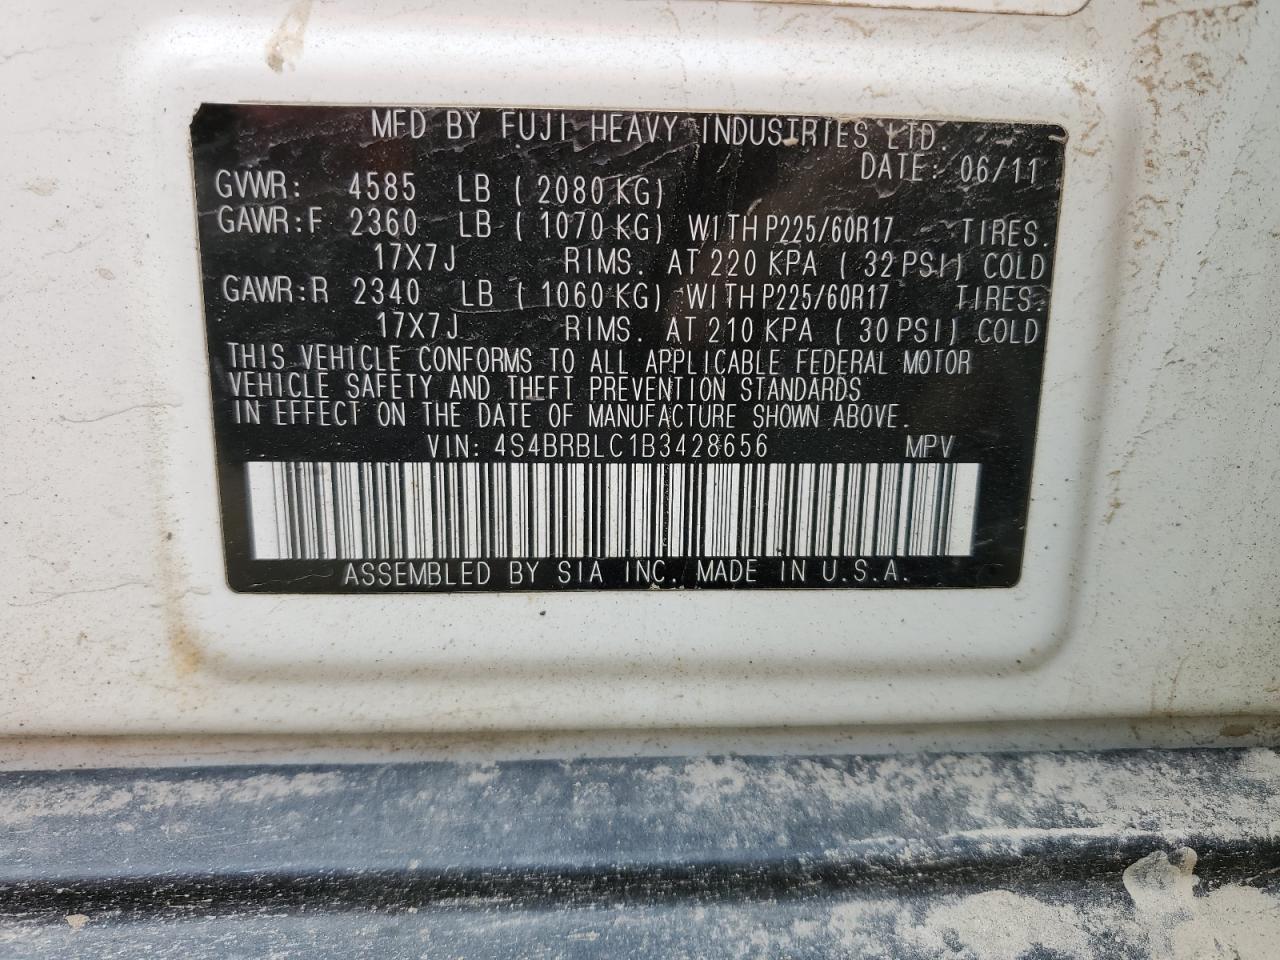 MFD BY FUJI HEAVY INDUSTRIES LTD.
DATE: 06/11
GVWR: 4585 LB ( 2080 KG)
GAWR:F 2360 LB ( 1070 KG) WITH P225/60R17 TIRES.
17X7J RIMS. AT 220 KPA ( 32 PSI) COLD
GAWR:R 2340 LB ( 1060 KG) WITH P225/60R17 TIRES.
17X7J RIMS. AT 210 KPA ( 30 PSI) COLD
THIS VEHICLE CONFORMS TO ALL APPLICABLE FEDERAL MOTOR
VEHICLE SAFETY AND THEFT PREVENTION STANDARDS
IN EFFECT ON THE DATE OF MANUFACTURE SHOWN ABOVE.
VIN: 4S4BRBLC1B3428656 MPV
ASSEMBLED BY SIA INC. MADE IN U.S.A.